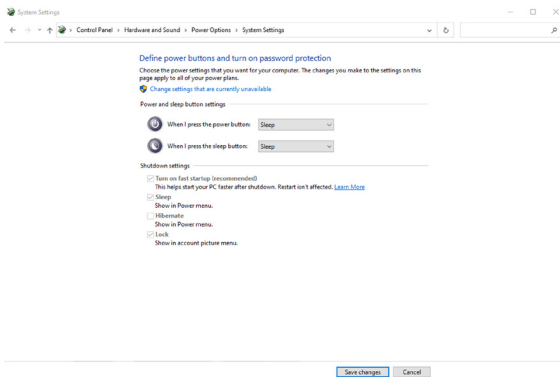 System Settings
Control Panel > Hardware and Sound > Power Options > System Settings
Define power buttons and turn on password protection
Choose the power settings that you want for your computer. The changes you make to the settings on this
page apply to all of your power plans.
Change settings that are currently unavailable
Power and sleep button settings
When I press the power button: Sleep
When I press the sleep button: Sleep
Shutdown settings
Turn on fast startup (recommended)
This helps start your PC faster after shutdown. Restart isn't affected. Learn More
Sleep
Show in Power menu.
Hibernate
Show in Power menu.
Lock
Show in account picture menu.
Save changes Cancel